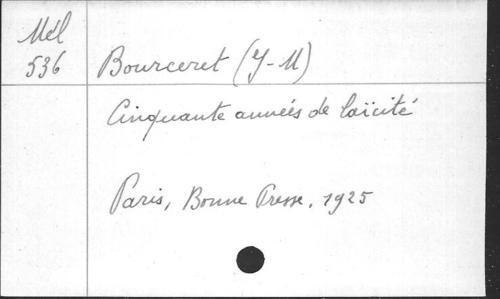 Mél
536
Bourceret (J-M)
Cinquante années de laïcité
Paris, Bonne Presse, 1925